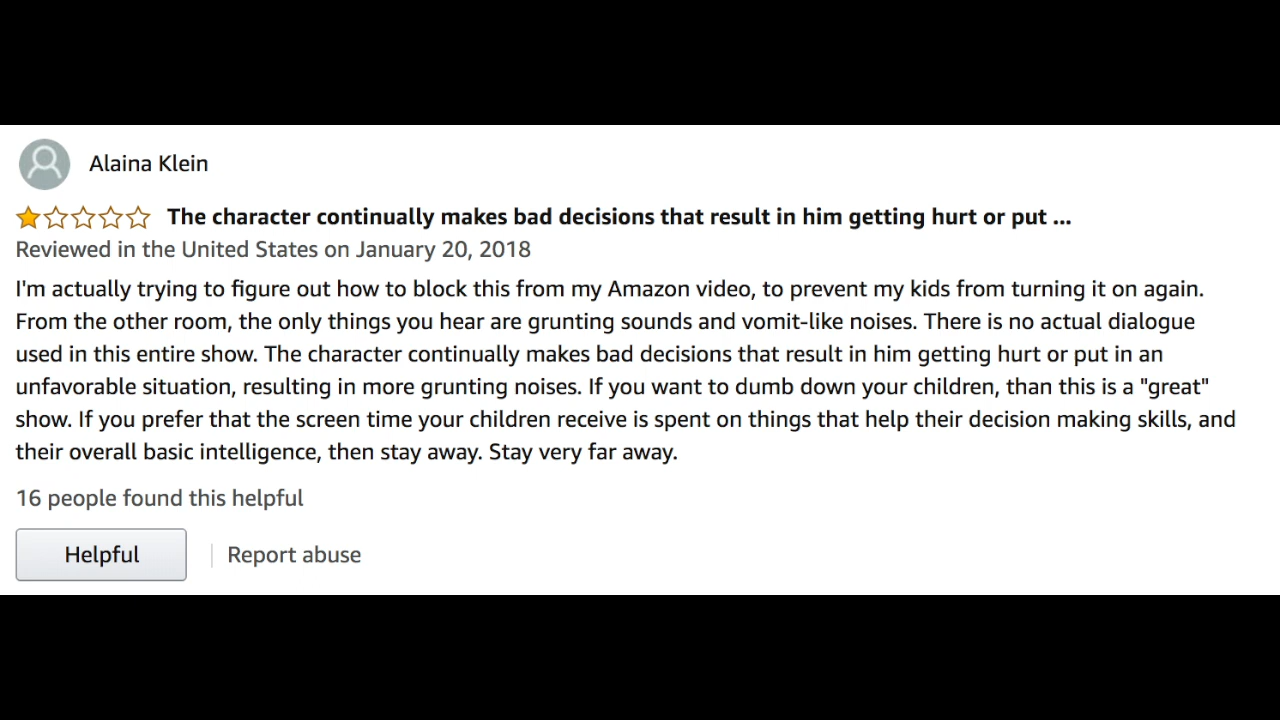 Alaina Klein
The character continually makes bad decisions that result in him getting hurt or put ...
Reviewed in the United States on January 20, 2018
I'm actually trying to figure out how to block this from my Amazon video, to prevent my kids from turning it on again.
From the other room, the only things you hear are grunting sounds and vomit-like noises. There is no actual dialogue
used in this entire show. The character continually makes bad decisions that result in him getting hurt or put in an
unfavorable situation, resulting in more grunting noises. If you want to dumb down your children, than this is a "great"
show. If you prefer that the screen time your children receive is spent on things that help their decision making skills, and
their overall basic intelligence, then stay away. Stay very far away.
16 people found this helpful
Helpful
Report abuse